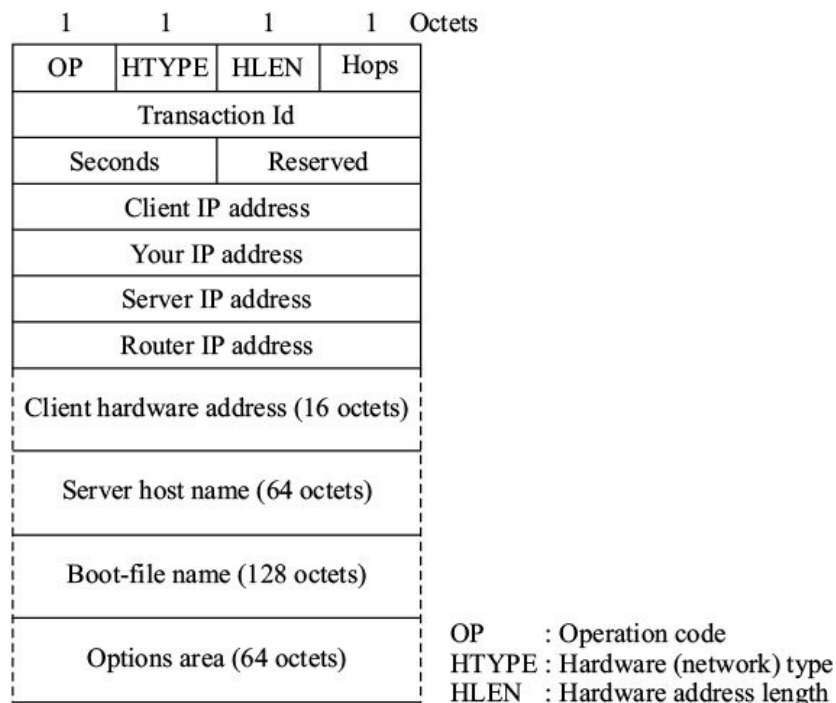 1 1 1 1 Octets
OP HTYPE HLEN Hops
Transaction Id
Seconds Reserved
Client IP address
Your IP address
Server IP address
Router IP address
Client hardware address (16 octets)
Server host name (64 octets)
Boot-file name (128 octets)
Options area (64 octets)
OP : Operation code
HTYPE : Hardware (network) type
HLEN : Hardware address length